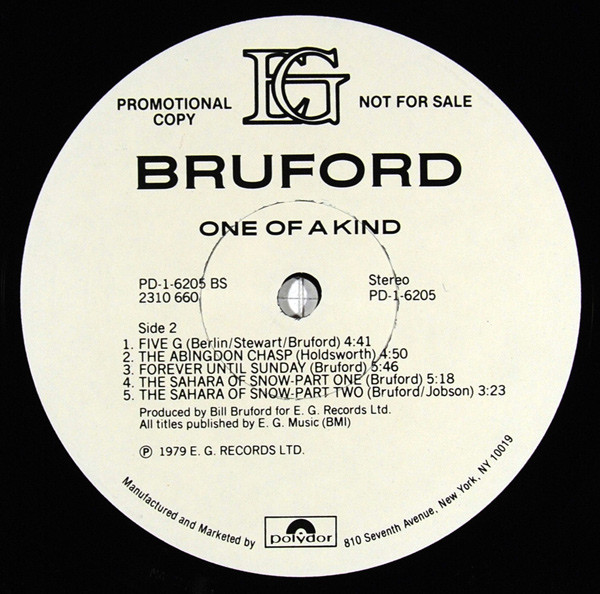 EG
PROMOTIONAL COPY
NOT FOR SALE
BRUFORD
ONE OF A KIND
PD-1-6205 BS
2310 660
Stereo
PD-1-6205
Side 2
1. FIVE G (Berlin/Stewart/Bruford) 4:41
2. THE ABINGDON CHASP (Holdsworth) 4:50
3. FOREVER UNTIL SUNDAY (Bruford) 5:46
4. THE SAHARA OF SNOW-PART ONE (Bruford) 5:18
5. THE SAHARA OF SNOW-PART TWO (Bruford/Jobson) 3:23
Produced by Bill Bruford for E. G. Records Ltd.
All titles published by E. G. Music (BMI)
℗ 1979 E. G. RECORDS LTD.
Manufactured and Marketed by
polydor
810 Seventh Avenue, New York, NY 10019